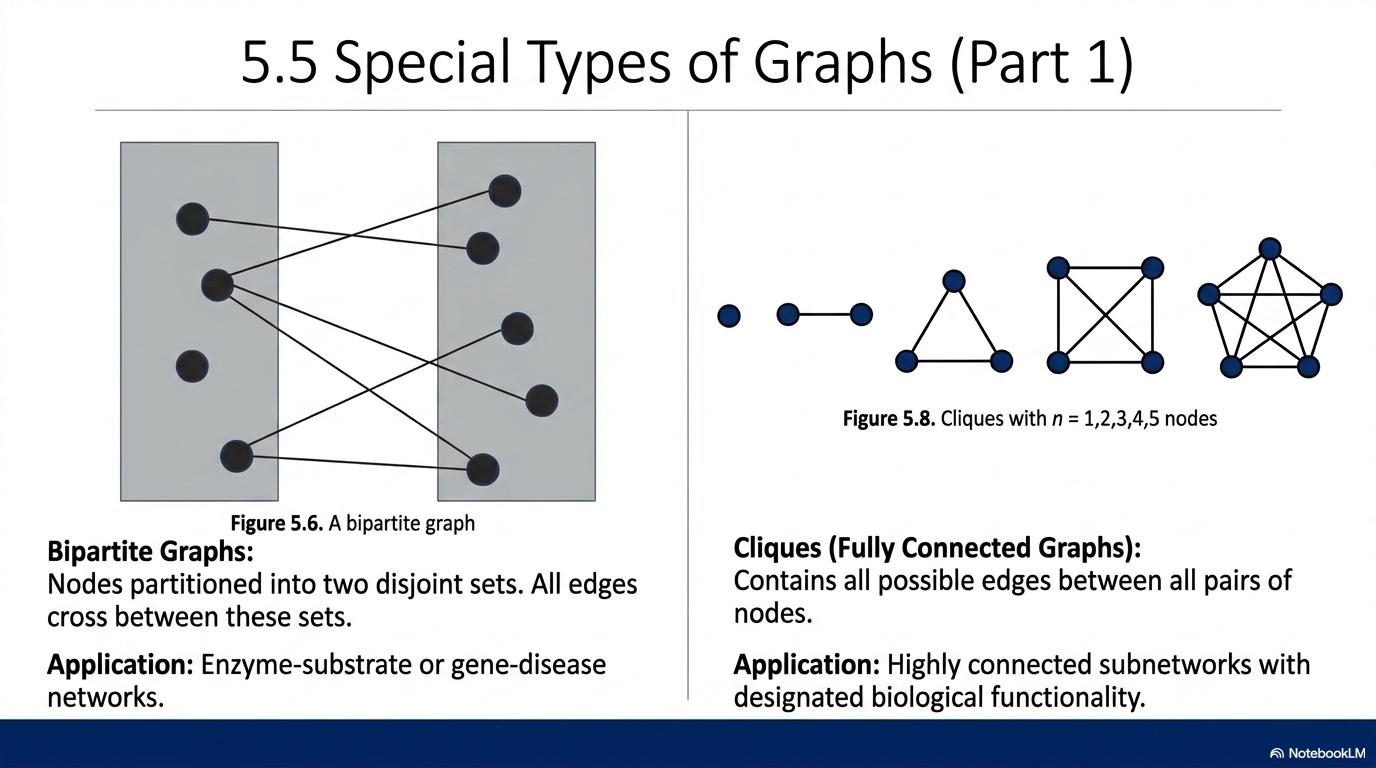 5.5 Special Types of Graphs (Part 1)
Figure 5.6. A bipartite graph
Bipartite Graphs:
Nodes partitioned into two disjoint sets. All edges
cross between these sets.
Application: Enzyme-substrate or gene-disease
networks.
Figure 5.8. Cliques with n = 1,2,3,4,5 nodes
Cliques (Fully Connected Graphs):
Contains all possible edges between all pairs of
nodes.
Application: Highly connected subnetworks with
designated biological functionality.
NotebookLM